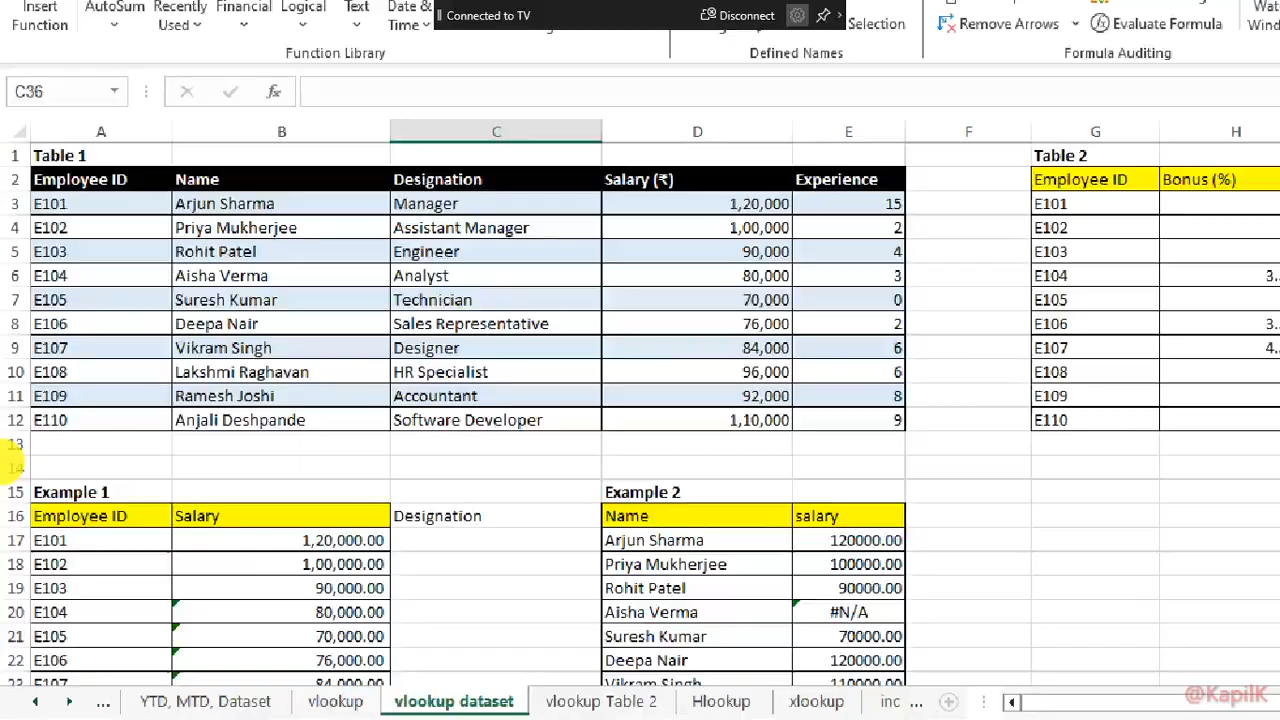 Insert Function
AutoSum
Recently Used
Financial
Logical
Text
Date & Time
Connected to TV
Disconnect
Selection
Remove Arrows
Evaluate Formula
Function Library
Defined Names
Formula Auditing
C36
fx
A B C D E F G H
1 Table 1 Table 2
2 Employee ID Name Designation Salary (₹) Experience Employee ID Bonus (%)
3 E101 Arjun Sharma Manager 1,20,000 15 E101
4 E102 Priya Mukherjee Assistant Manager 1,00,000 2 E102
5 E103 Rohit Patel Engineer 90,000 4 E103
6 E104 Aisha Verma Analyst 80,000 3 E104 3.
7 E105 Suresh Kumar Technician 70,000 0 E105
8 E106 Deepa Nair Sales Representative 76,000 2 E106 3.
9 E107 Vikram Singh Designer 84,000 6 E107 4.
10 E108 Lakshmi Raghavan HR Specialist 96,000 6 E108
11 E109 Ramesh Joshi Accountant 92,000 8 E109
12 E110 Anjali Deshpande Software Developer 1,10,000 9 E110
13
14
15 Example 1 Example 2
16 Employee ID Salary Designation Name salary
17 E101 1,20,000.00 Arjun Sharma 120000.00
18 E102 1,00,000.00 Priya Mukherjee 100000.00
19 E103 90,000.00 Rohit Patel 90000.00
20 E104 80,000.00 Aisha Verma #N/A
21 E105 70,000.00 Suresh Kumar 70000.00
22 E106 76,000.00 Deepa Nair 120000.00
E107 84,000.00 Vikram Singh 110000.00
... YTD, MTD, Dataset vlookup vlookup dataset vlookup Table 2 Hlookup xlookup inc ...
@KapilK